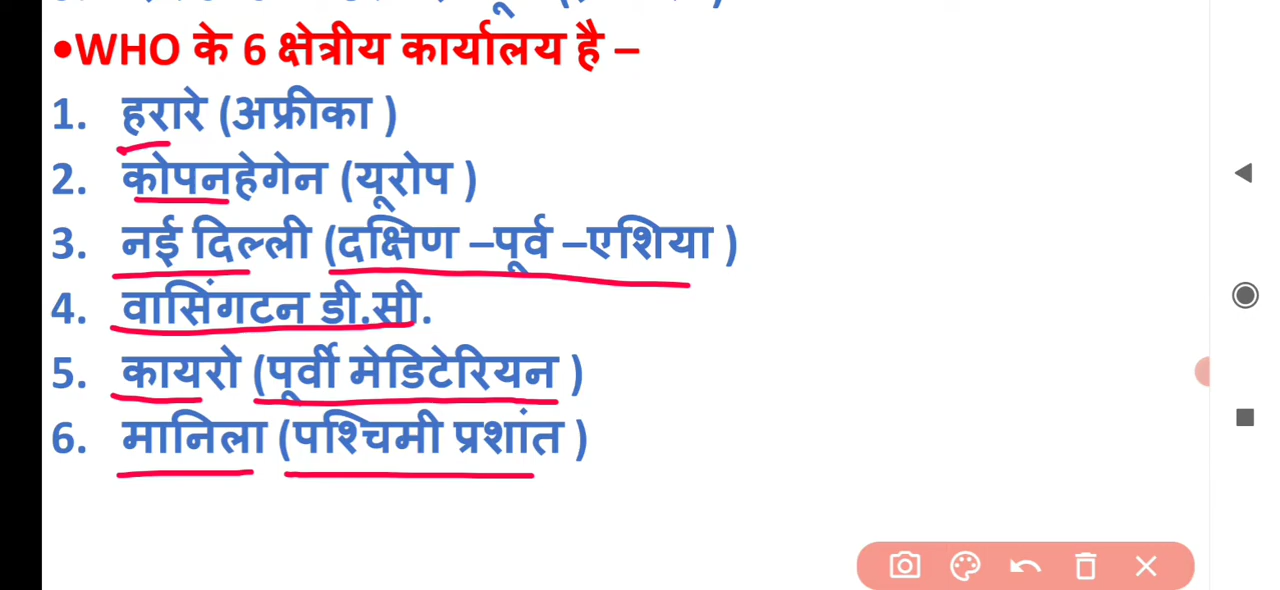 •WHO के 6 क्षेत्रीय कार्यालय है –
1. हरारे (अफ्रीका )
2. कोपनहेगेन (यूरोप )
3. नई दिल्ली (दक्षिण –पूर्व –एशिया )
4. वासिंगटन डी.सी.
5. कायरो (पूर्वी मेडिटेरियन )
6. मानिला (पश्चिमी प्रशांत )